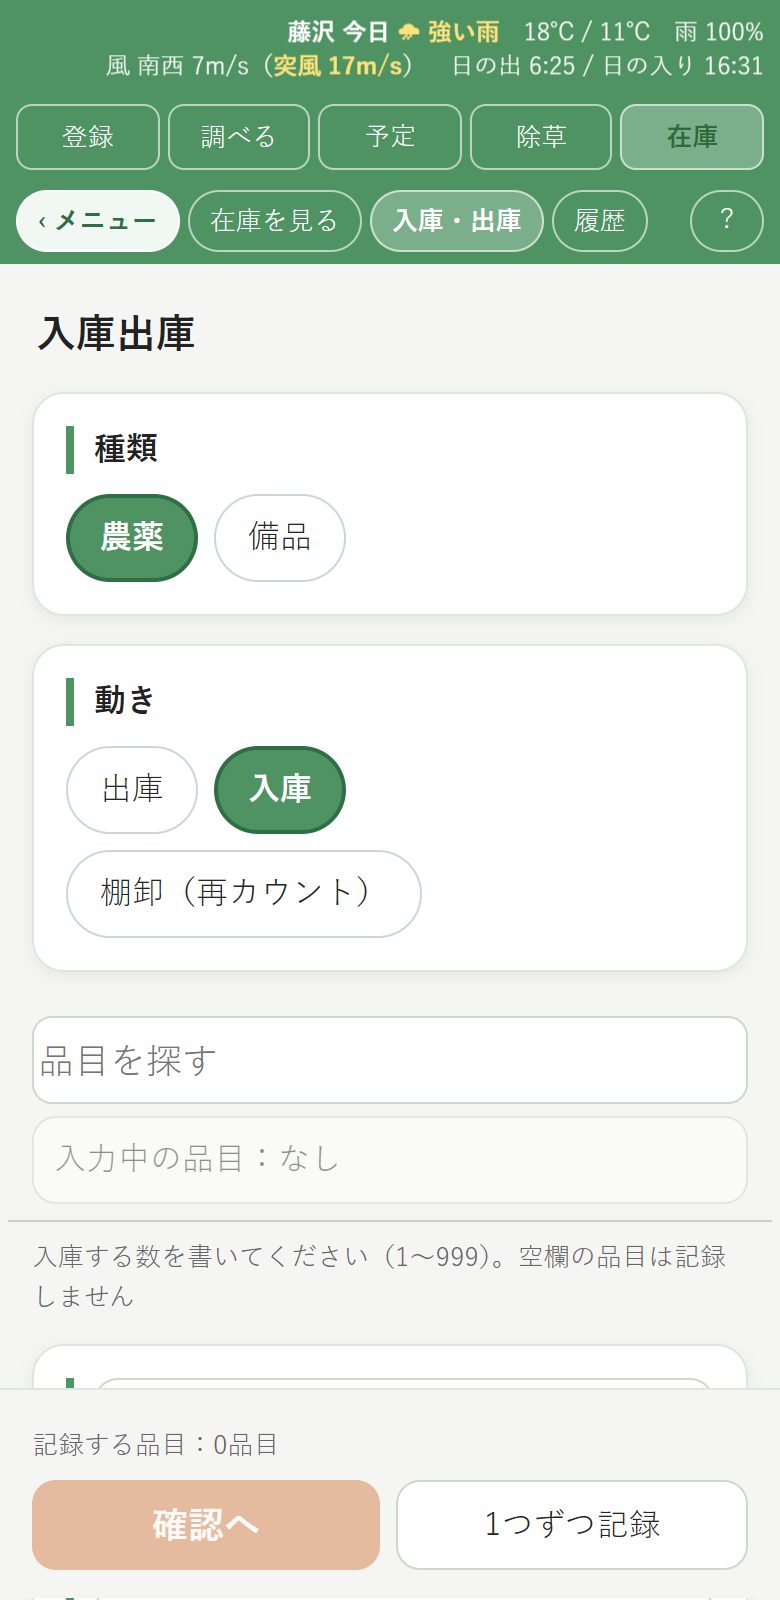 藤沢 今日 強い雨 18℃ / 11℃ 雨 100%
風 南西 7m/s（突風 17m/s） 日の出 6:25 / 日の入り 16:31
登録 調べる 予定 除草 在庫
‹ メニュー 在庫を見る 入庫・出庫 履歴 ?
入庫出庫
種類
農薬 備品
動き
出庫 入庫
棚卸（再カウント）
品目を探す
入力中の品目：なし
入庫する数を書いてください（1〜999）。空欄の品目は記録
しません
記録する品目：0品目
確認へ 1つずつ記録